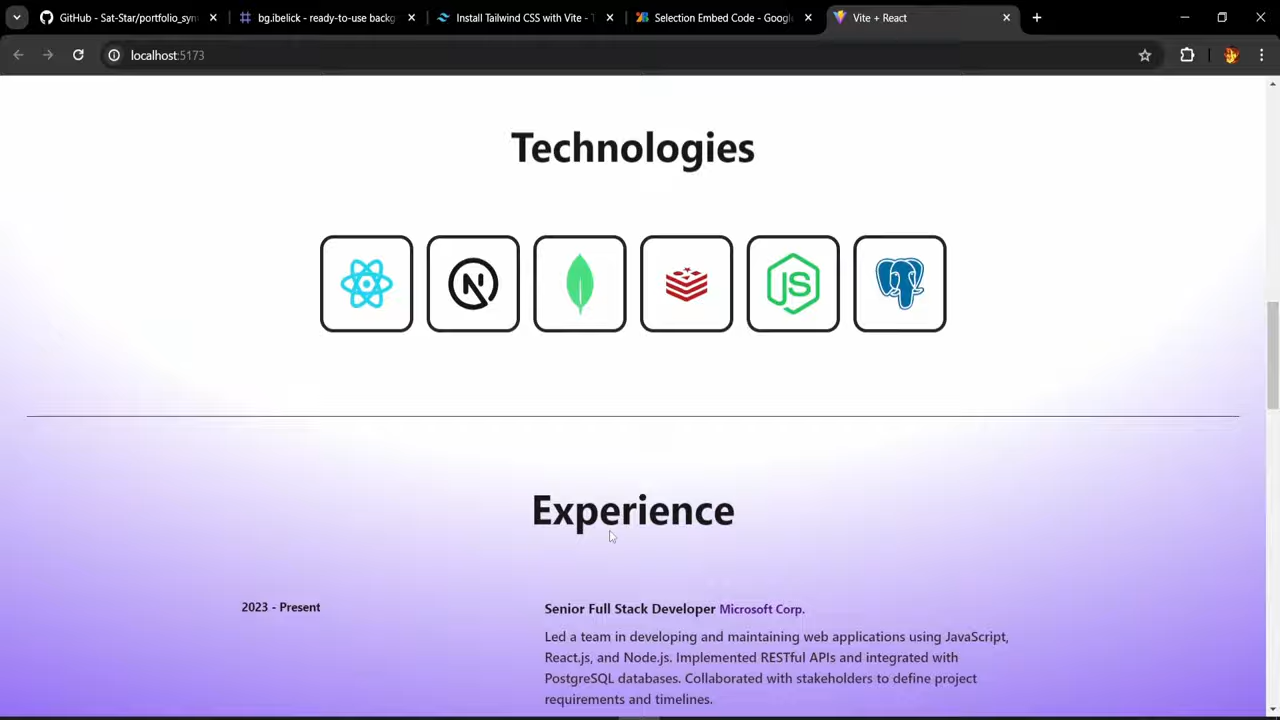 GitHub - Sat-Star/portfolio_syn
bg.ibelick - ready-to-use backg
Install Tailwind CSS with Vite - T
Selection Embed Code - Google
Vite + React
localhost:5173
Technologies
N
JS
Experience
2023 - Present
Senior Full Stack Developer Microsoft Corp.
Led a team in developing and maintaining web applications using JavaScript,
React.js, and Node.js. Implemented RESTful APIs and integrated with
PostgreSQL databases. Collaborated with stakeholders to define project
requirements and timelines.